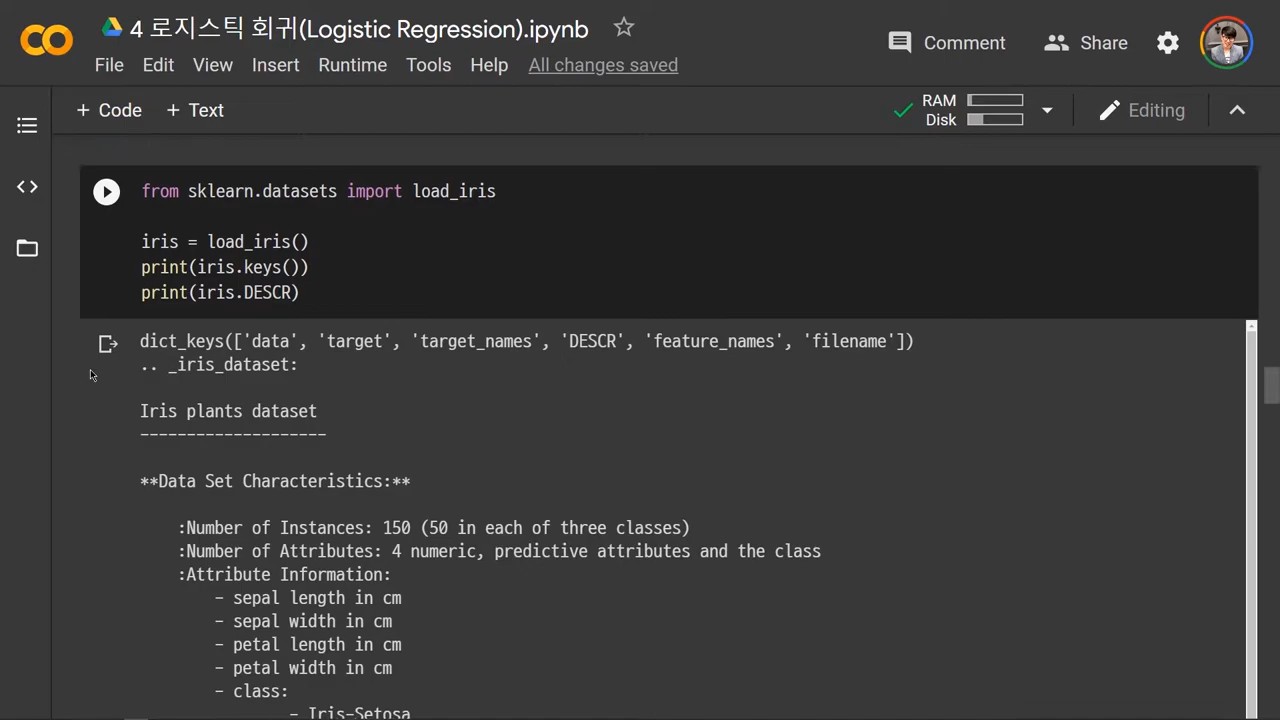 4 로지스틱 회귀(Logistic Regression).ipynb
Comment
Share
File Edit View Insert Runtime Tools Help All changes saved
+ Code + Text
RAM
Disk
Editing
from sklearn.datasets import load_iris
iris = load_iris()
print(iris.keys())
print(iris.DESCR)
dict_keys(['data', 'target', 'target_names', 'DESCR', 'feature_names', 'filename'])
.. _iris_dataset:
Iris plants dataset
--------------------
**Data Set Characteristics:**
:Number of Instances: 150 (50 in each of three classes)
:Number of Attributes: 4 numeric, predictive attributes and the class
:Attribute Information:
- sepal length in cm
- sepal width in cm
- petal length in cm
- petal width in cm
- class:
- Iris-Setosa